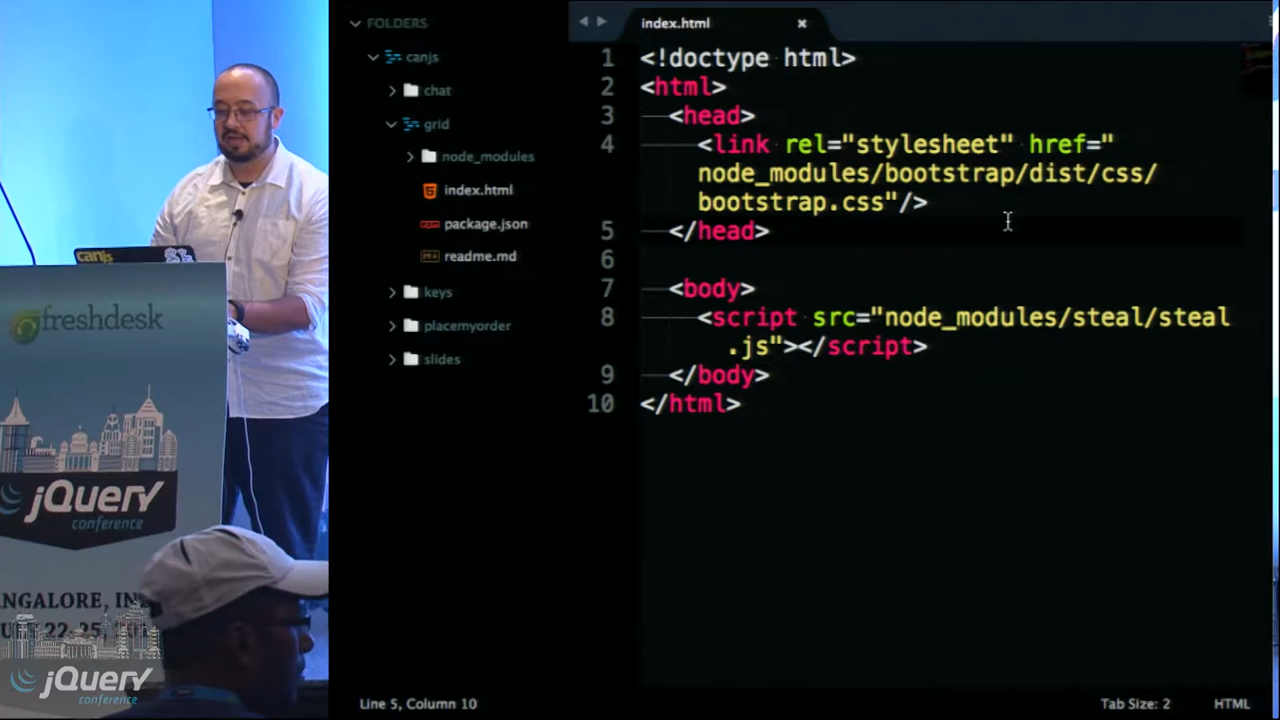 canjs
freshdesk
jQuery
conference
jQuery
conference
FOLDERS
canjs
chat
grid
node_modules
index.html
package.json
readme.md
keys
placemyorder
slides
index.html
1 <!doctype html>
2 <html>
3 <head>
4 <link rel="stylesheet" href="
node_modules/bootstrap/dist/css/
bootstrap.css"/>
5 </head>
6
7 <body>
8 <script src="node_modules/steal/steal
.js"></script>
9 </body>
10 </html>
Line 5, Column 10
Tab Size: 2
HTML